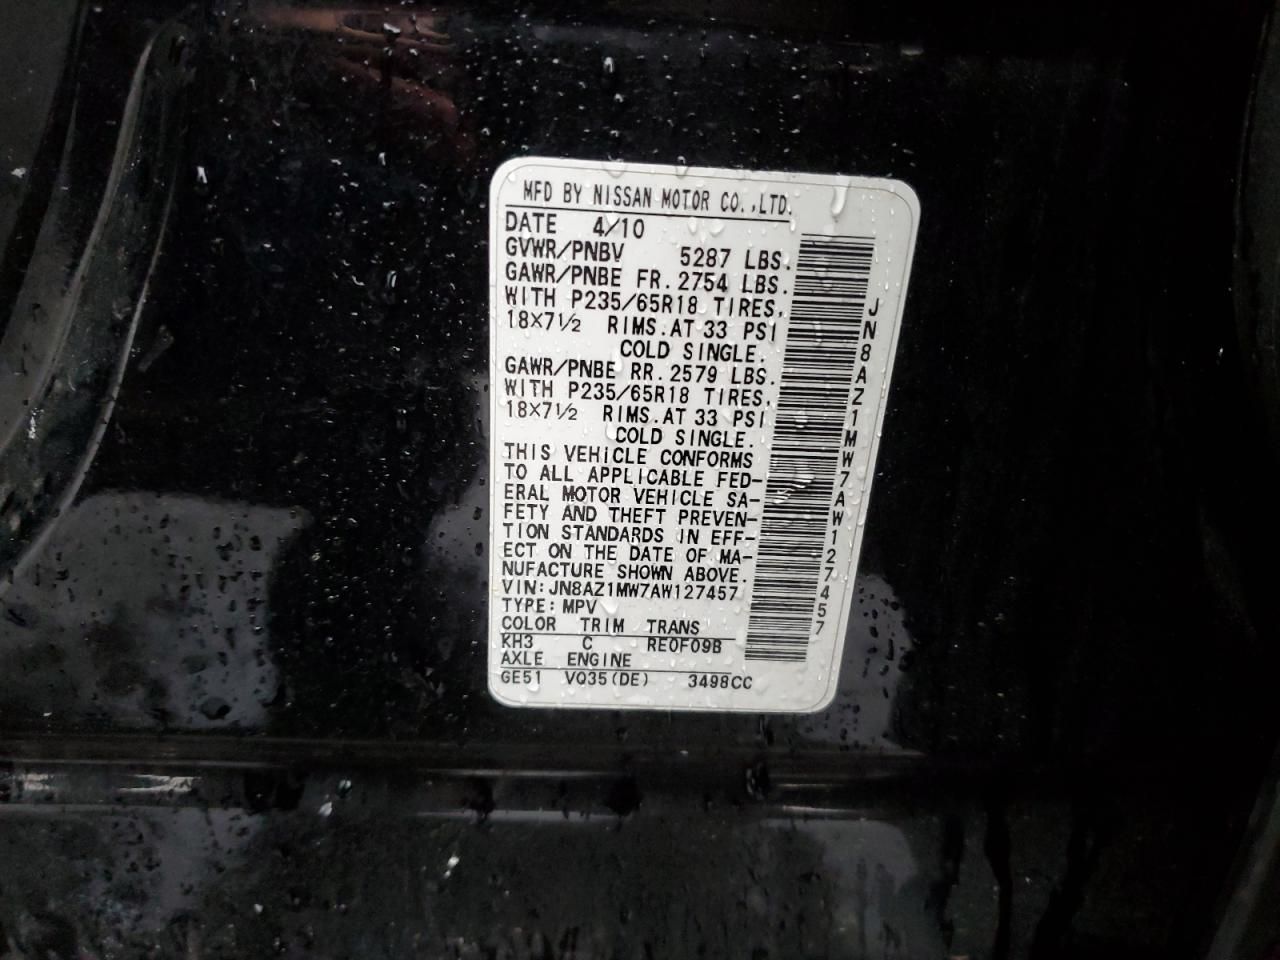 MFD BY NISSAN MOTOR CO.,LTD.
DATE 4/10
GVWR/PNBV 5287 LBS.
GAWR/PNBE FR. 2754 LBS.
WITH P235/65R18 TIRES,
18×7½ RIMS.AT 33 PSI
COLD SINGLE.
GAWR/PNBE RR. 2579 LBS.
WITH P235/65R18 TIRES,
18×7½ RIMS.AT 33 PSI
COLD SINGLE.
THIS VEHICLE CONFORMS
TO ALL APPLICABLE FED-
ERAL MOTOR VEHICLE SA-
FETY AND THEFT PREVEN-
TION STANDARDS IN EFF-
ECT ON THE DATE OF MA-
NUFACTURE SHOWN ABOVE.
VIN:JN8AZ1MW7AW127457
TYPE:MPV
COLOR TRIM TRANS
KH3 C RE0F09B
AXLE ENGINE
GE51 VQ35(DE) 3498CC
JN8AZ1MW7AW127457